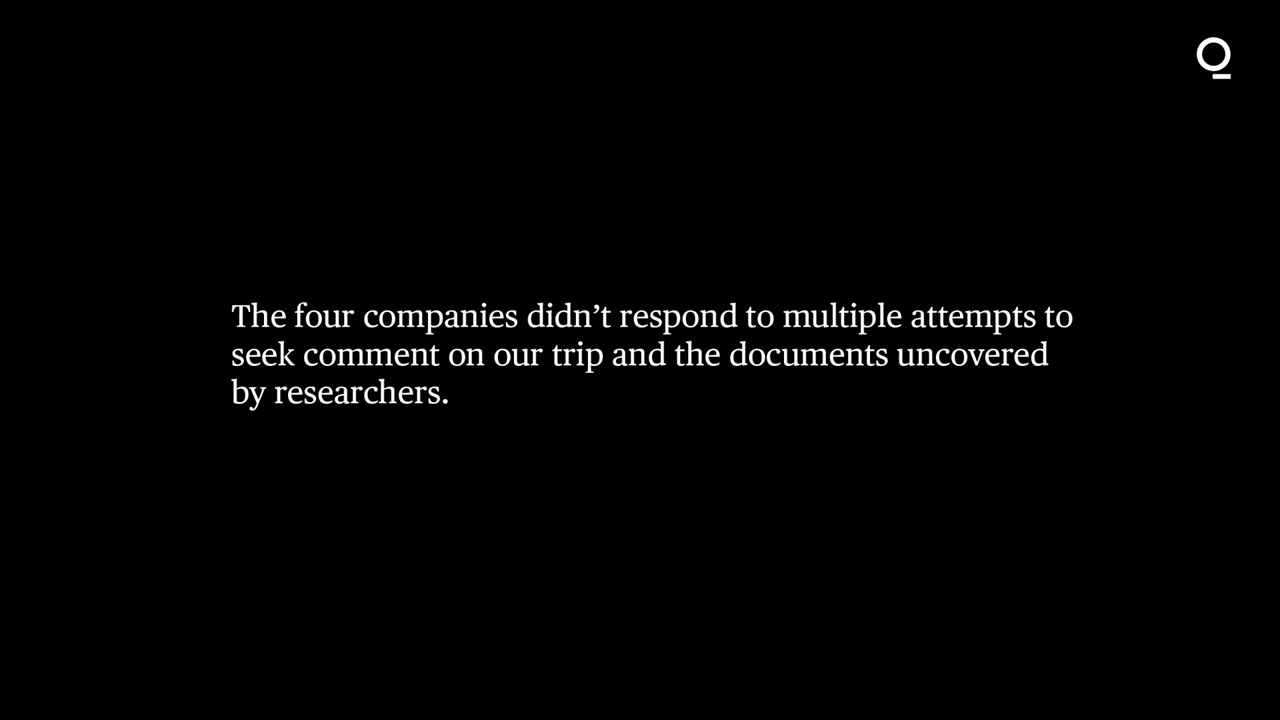 The four companies didn’t respond to multiple attempts to
seek comment on our trip and the documents uncovered
by researchers.